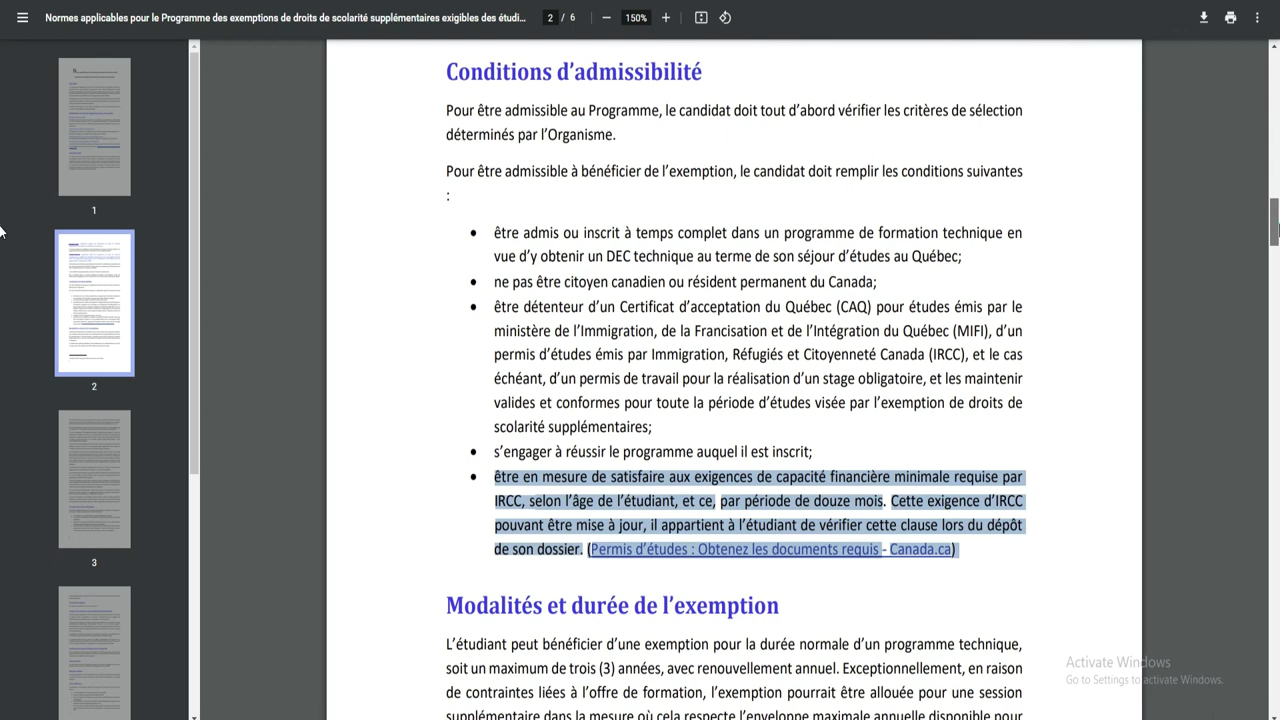 Normes applicables pour le Programme des exemptions de droits de scolarité supplémentaires exigibles des étudi...
2 / 6
150%
Conditions d'admissibilité
Pour être admissible au Programme, le candidat doit tout d'abord vérifier les critères de sélection
déterminés par l'Organisme.
Pour être admissible à bénéficier de l'exemption, le candidat doit remplir les conditions suivantes
:
• être admis ou inscrit à temps complet dans un programme de formation technique en
vue d'y obtenir un DEC technique au terme de son séjour d'études au Québec;
• ne pas être citoyen canadien ou résident permanent du Canada;
• être porteur d'un Certificat d'acceptation du Québec (CAQ) pour études émis par le
ministère de l'Immigration, de la Francisation et de l'Intégration du Québec (MIFI), d'un
permis d'études émis par Immigration, Réfugiés et Citoyenneté Canada (IRCC), et le cas
échéant, d'un permis de travail pour la réalisation d'un stage obligatoire, et les maintenir
valides et conformes pour toute la période d'études visée par l'exemption de droits de
scolarité supplémentaires;
• s'engager à réussir le programme auquel il est inscrit;
• être en mesure de satisfaire aux exigences de capacité financière minimale requise par
IRCC selon l'âge de l'étudiant, et ce, par période de douze mois. Cette exigence d'IRCC
pouvant être mise à jour, il appartient à l'étudiant de vérifier cette clause lors du dépôt
de son dossier. (Permis d'études : Obtenez les documents requis - Canada.ca)
Modalités et durée de l'exemption
L'étudiant peut bénéficier d'une exemption pour la durée normale d'un programme technique,
soit un maximum de trois (3) années, avec renouvellement annuel. Exceptionnellement, en raison
de contraintes liées à l'offre de formation, l'exemption pourrait être allouée pour une session
supplémentaire dans la mesure où cela respecte l'enveloppe maximale annuelle disponible pour
1
2
3
Activate Windows
Go to Settings to activate Windows.